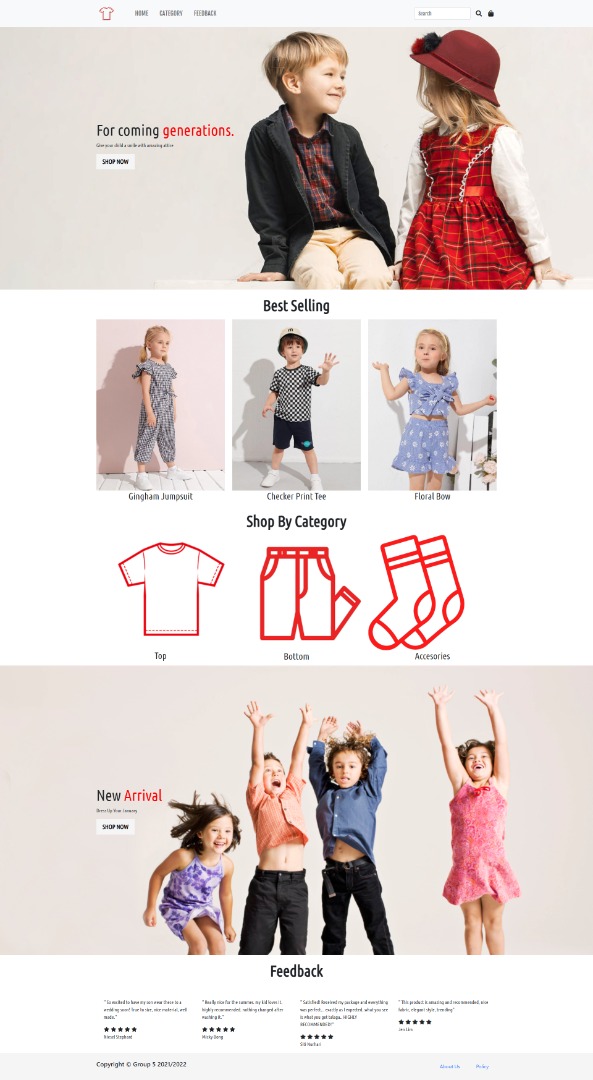 HOME CATEGORY FEEDBACK Search
For coming generations.
Give your child a smile with amazing attire
SHOP NOW
Best Selling
Gingham Jumpsuit Checker Print Tee Floral Bow
Shop By Category
Top Bottom Accesories
New Arrival
Dress Up Your Journey
SHOP NOW
Feedback
" So excited to have my son wear these to a
wedding soon! True to size, nice material, well
made."
Nicole Stephard
" Really nice for the summer, my kid loves it.
highly recommended, nothing changed after
washing it."
Micky Dong
" Satisfied! Received my package and everything
was perfect... exactly as I expected, what you see
is what you get talaga.. HIGHLY
RECOMMENDED!"
Siti Nurhaliza
" This product is amazing and recommended, nice
fabric, elegant style, trending"
Copyright © Group 5 2021/2022
About Us Policy